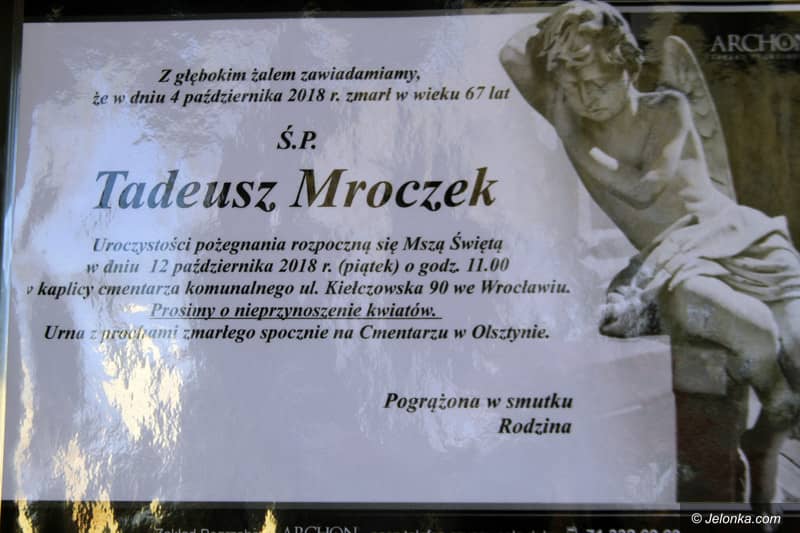 ARCHON
Z głębokim żalem zawiadamiamy,
że w dniu 4 października 2018 r. zmarł w wieku 67 lat
Ś.P.
Tadeusz Mroczek
Uroczystości pożegnania rozpoczną się Mszą Świętą
w dniu 12 października 2018 r. (piątek) o godz. 11.00
w kaplicy cmentarza komunalnego ul. Kiełczowska 90 we Wrocławiu.
Prosimy o nieprzynoszenie kwiatów.
Urna z prochami zmarłego spocznie na Cmentarzu w Olsztynie.
Pogrążona w smutku
Rodzina
ARCHON
© Jelonka.com